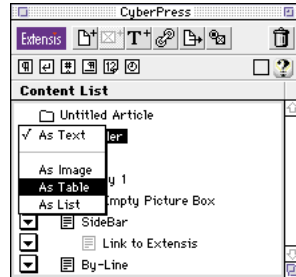 CyberPress
Extensis T
12
Content List
Untitled Article
✓ As Text
As Image
y 1
As Table
mpty Picture Box
As List
SideBar
Link to Extensis
By-Line